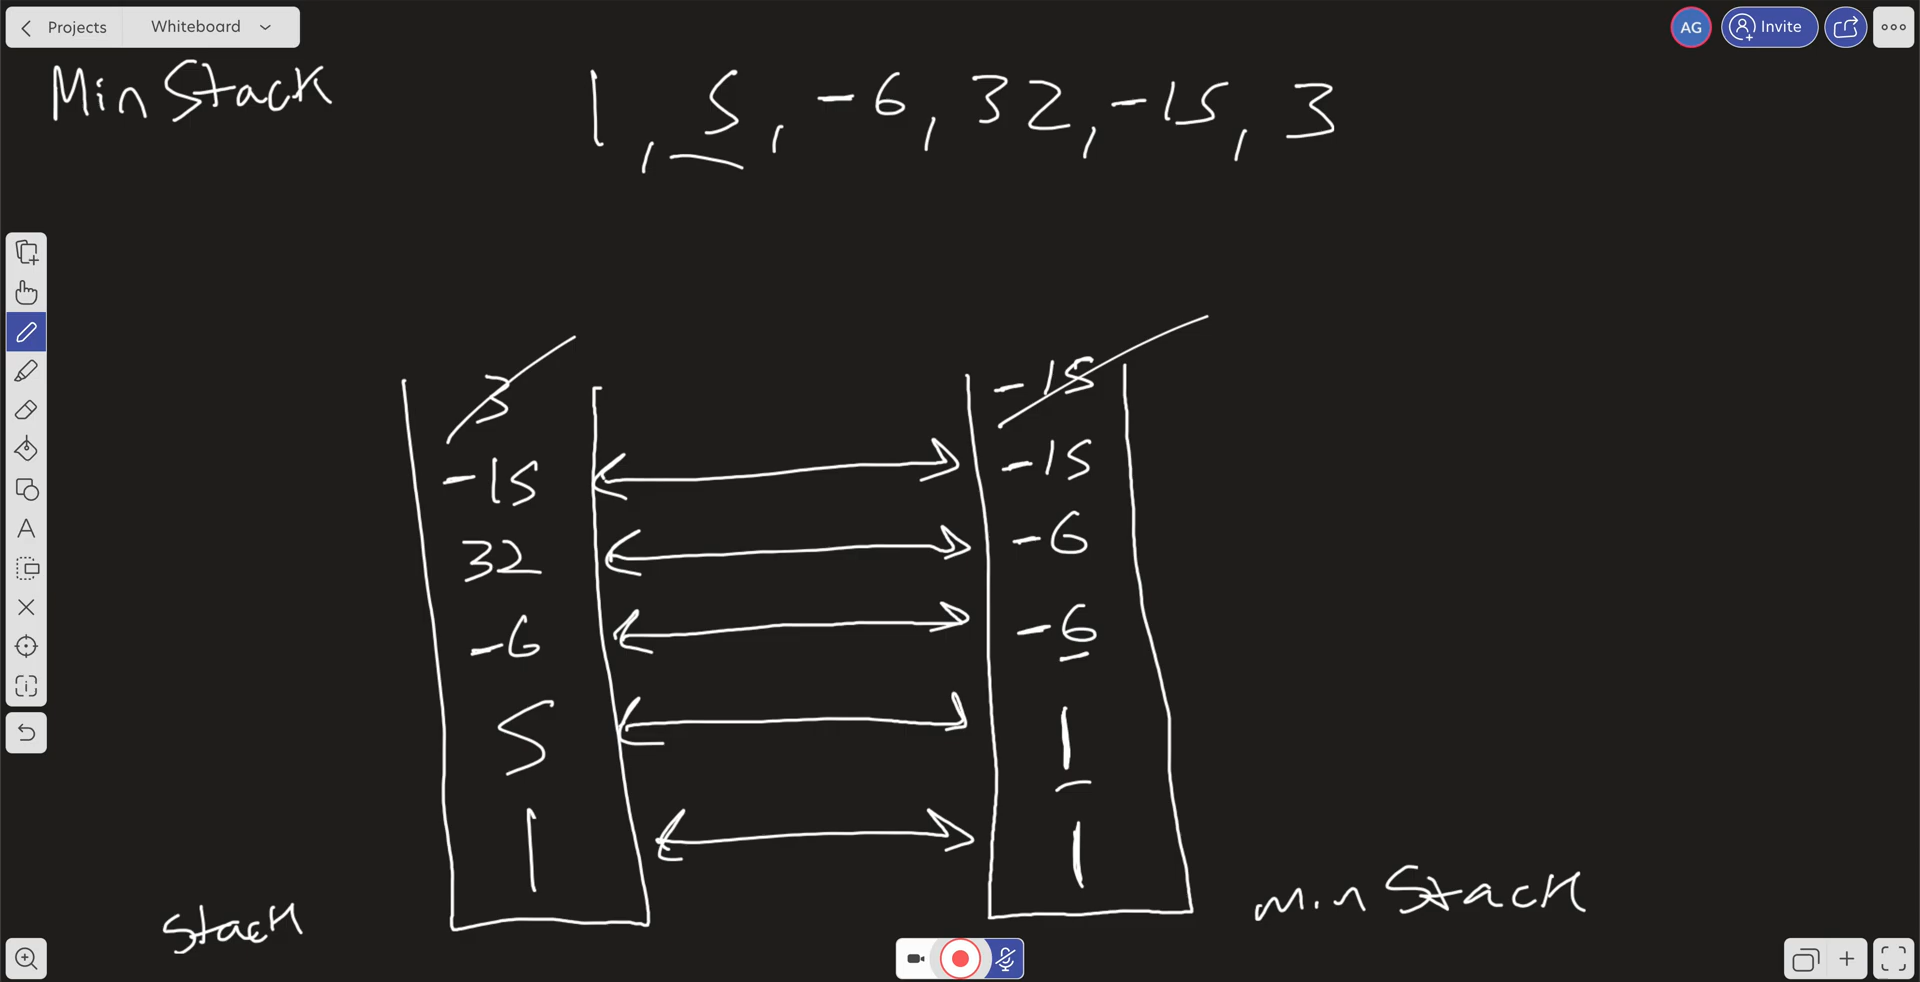 Projects Whiteboard AG Invite
Min Stack 1, 5, -6, 32, -15, 3
3 -15
-15 -15
32 -6
-6 -6
5 1
1 1
stack min Stack